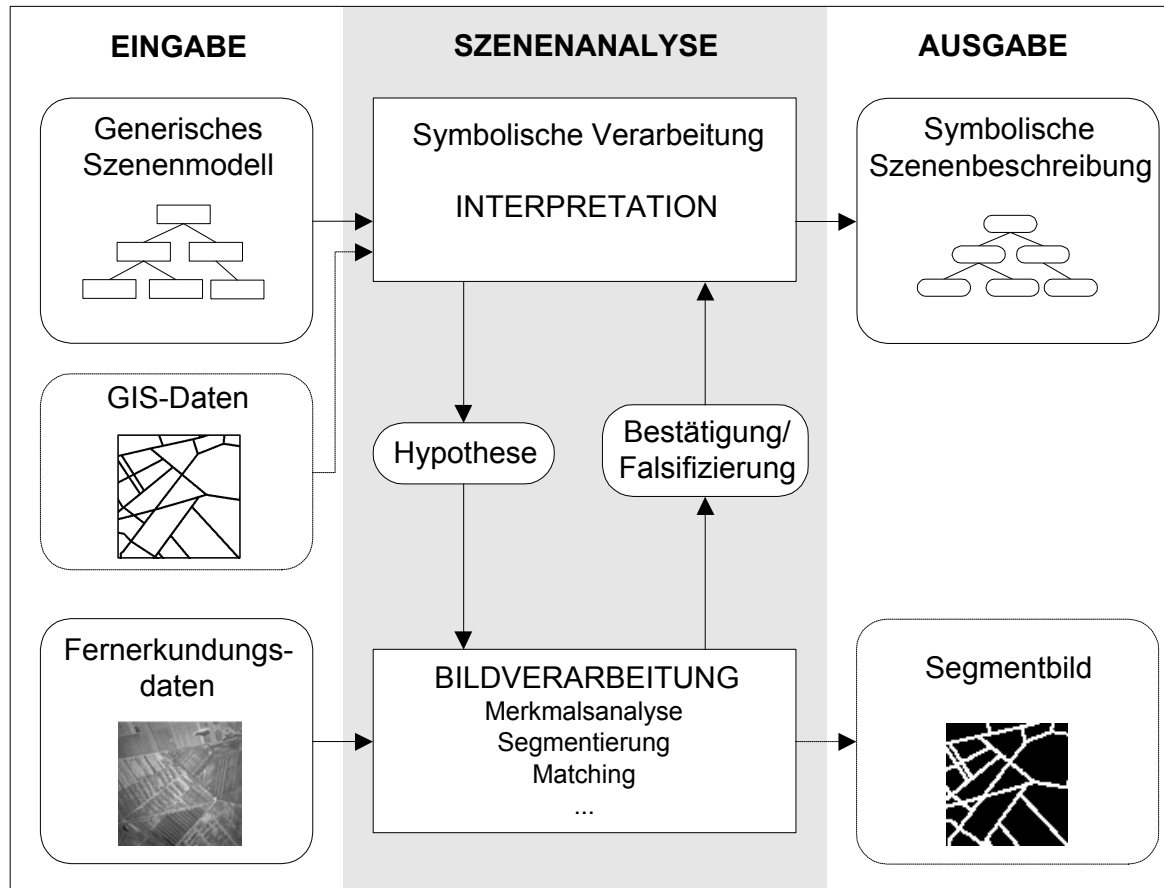 EINGABE
SZENENANALYSE
AUSGABE
Generisches
Szenenmodell
Symbolische Verarbeitung
INTERPRETATION
Symbolische
Szenenbeschreibung
GIS-Daten
Hypothese
Bestätigung/
Falsifizierung
Fernerkundungs-
daten
BILDVERARBEITUNG
Merkmalsanalyse
Segmentierung
Matching
...
Segmentbild